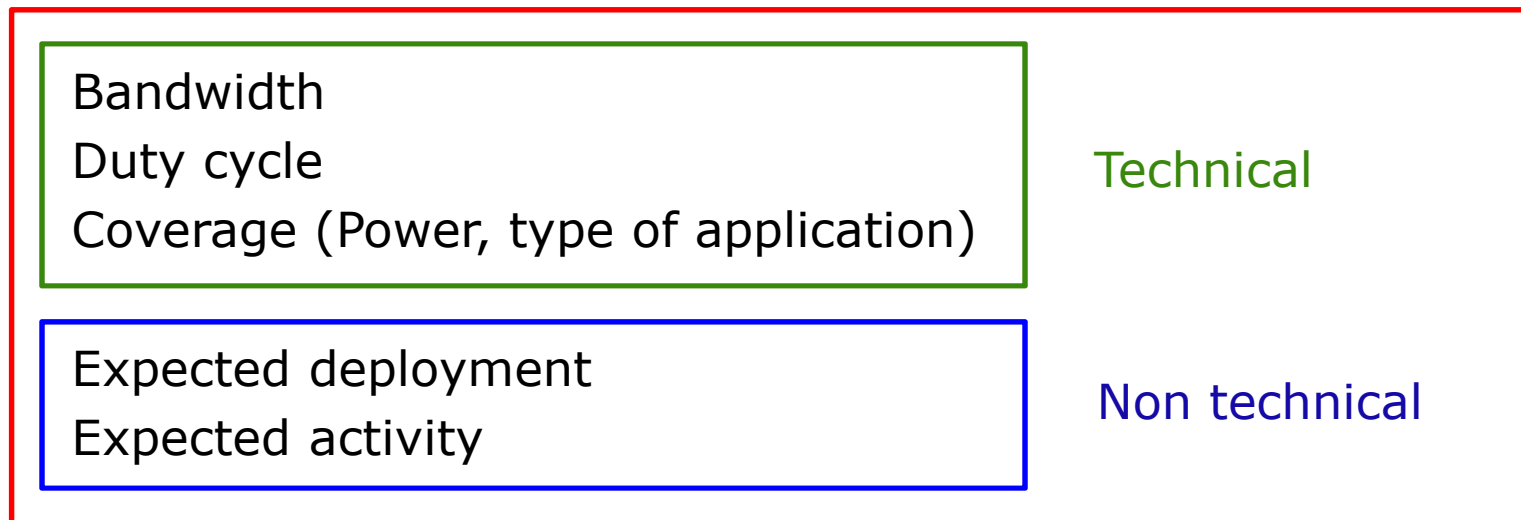 Bandwidth
Duty cycle
Coverage (Power, type of application)
Technical
Expected deployment
Expected activity
Non technical